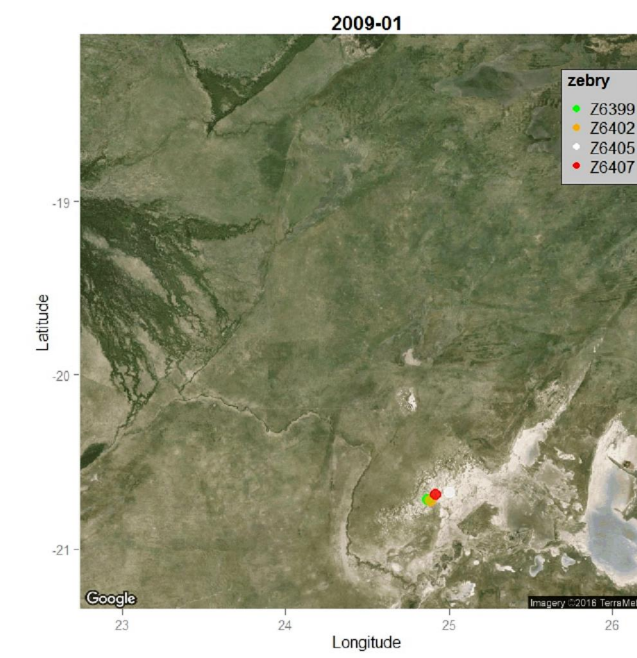 2009-01
zebry
Z6399
Z6402
Z6405
Z6407
-19
Latitude
-20
-21
Google
Imagery ©2016 TerraMet
23
24
25
26
Longitude